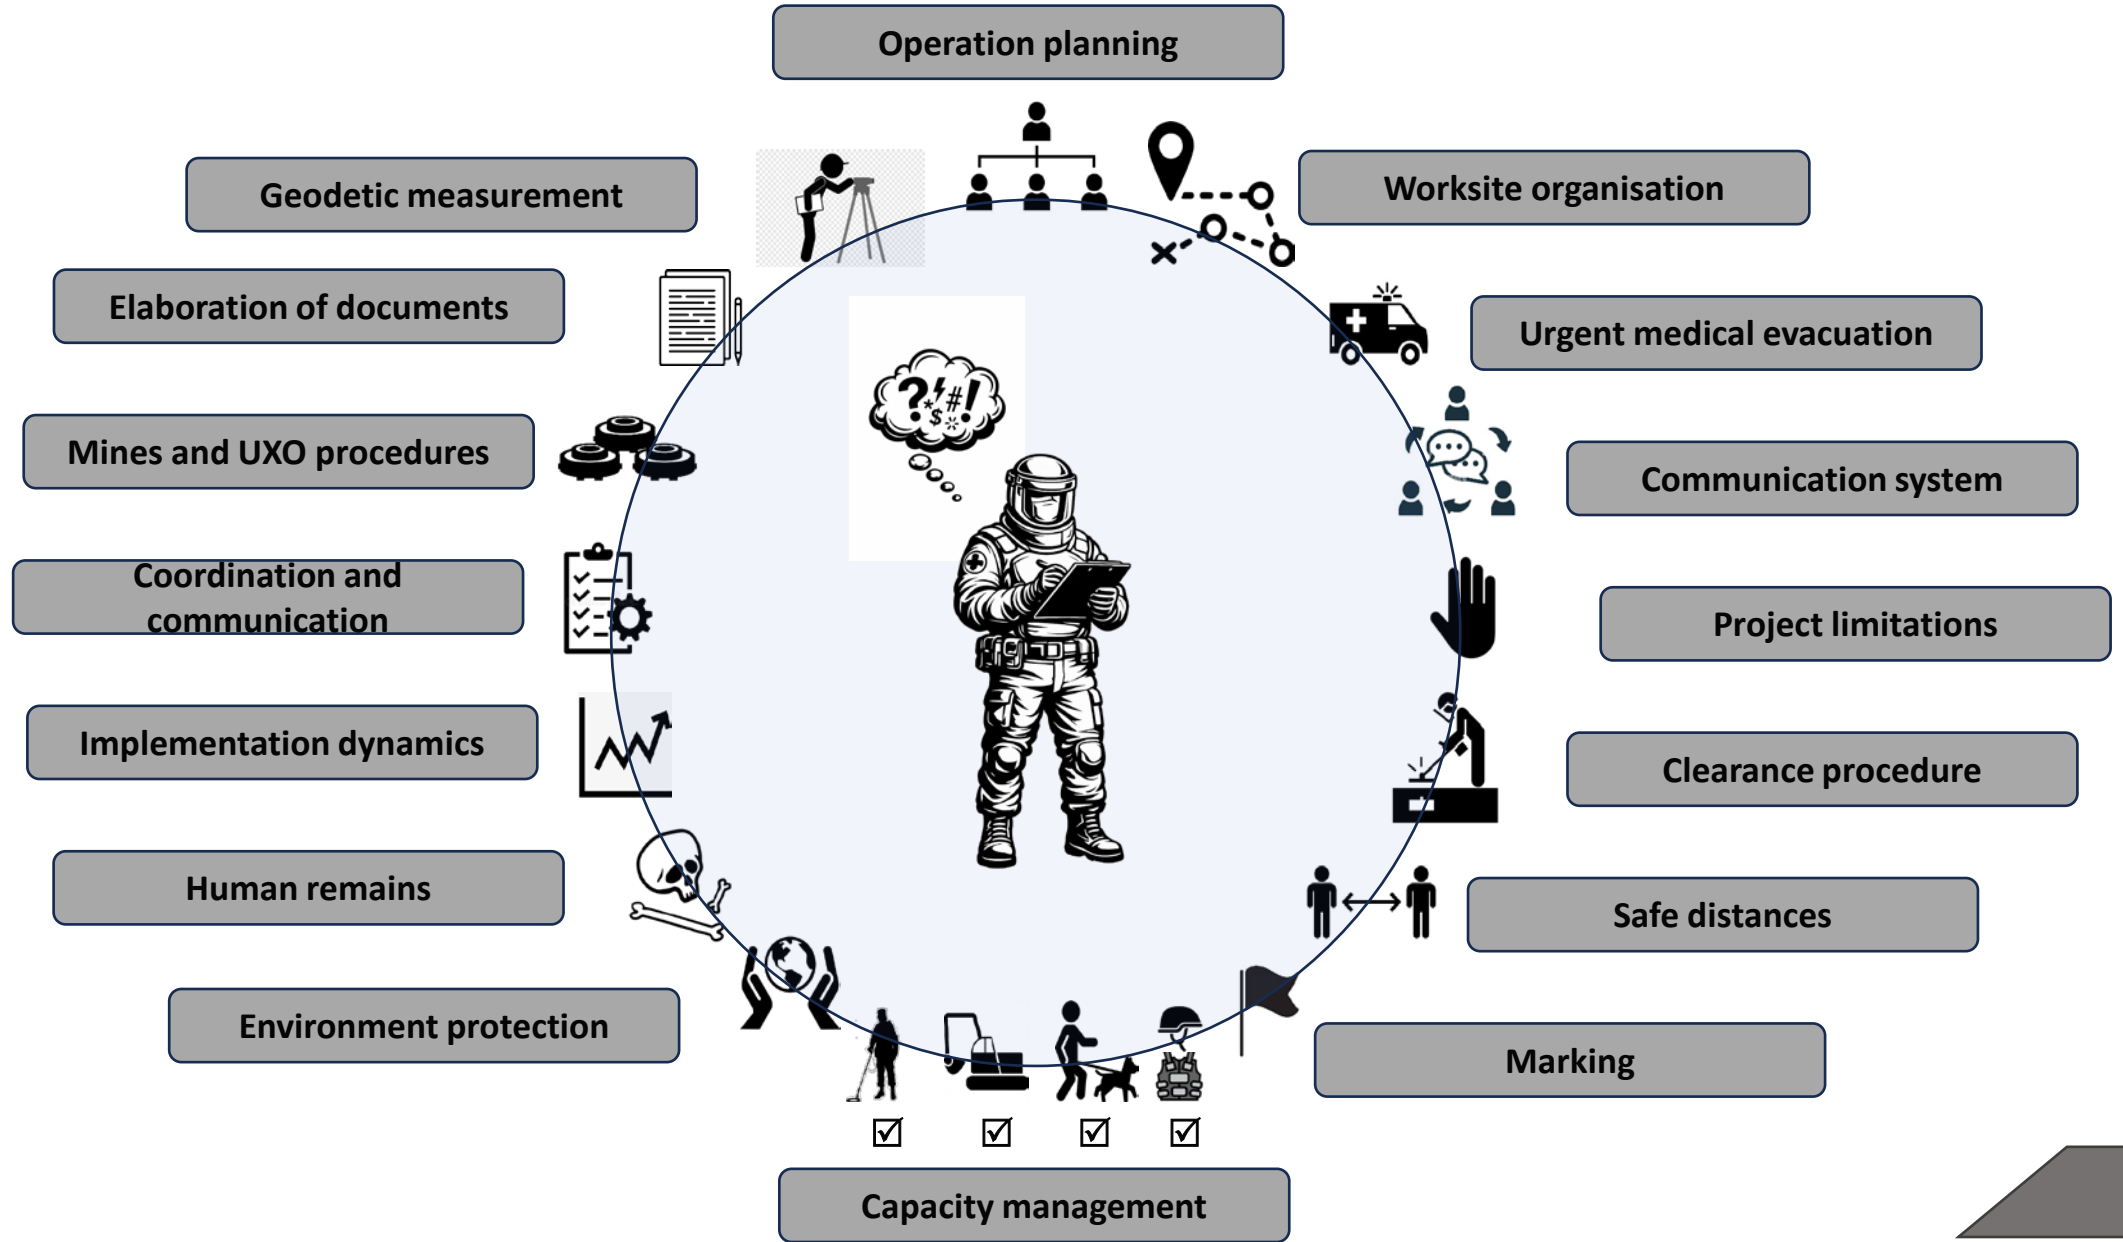 Operation planning
Geodetic measurement
Worksite organisation
Elaboration of documents
Urgent medical evacuation
?*$#!
Mines and UXO procedures
Communication system
Coordination and
communication
Project limitations
Implementation dynamics
Clearance procedure
Human remains
Safe distances
Environment protection
Marking
Capacity management